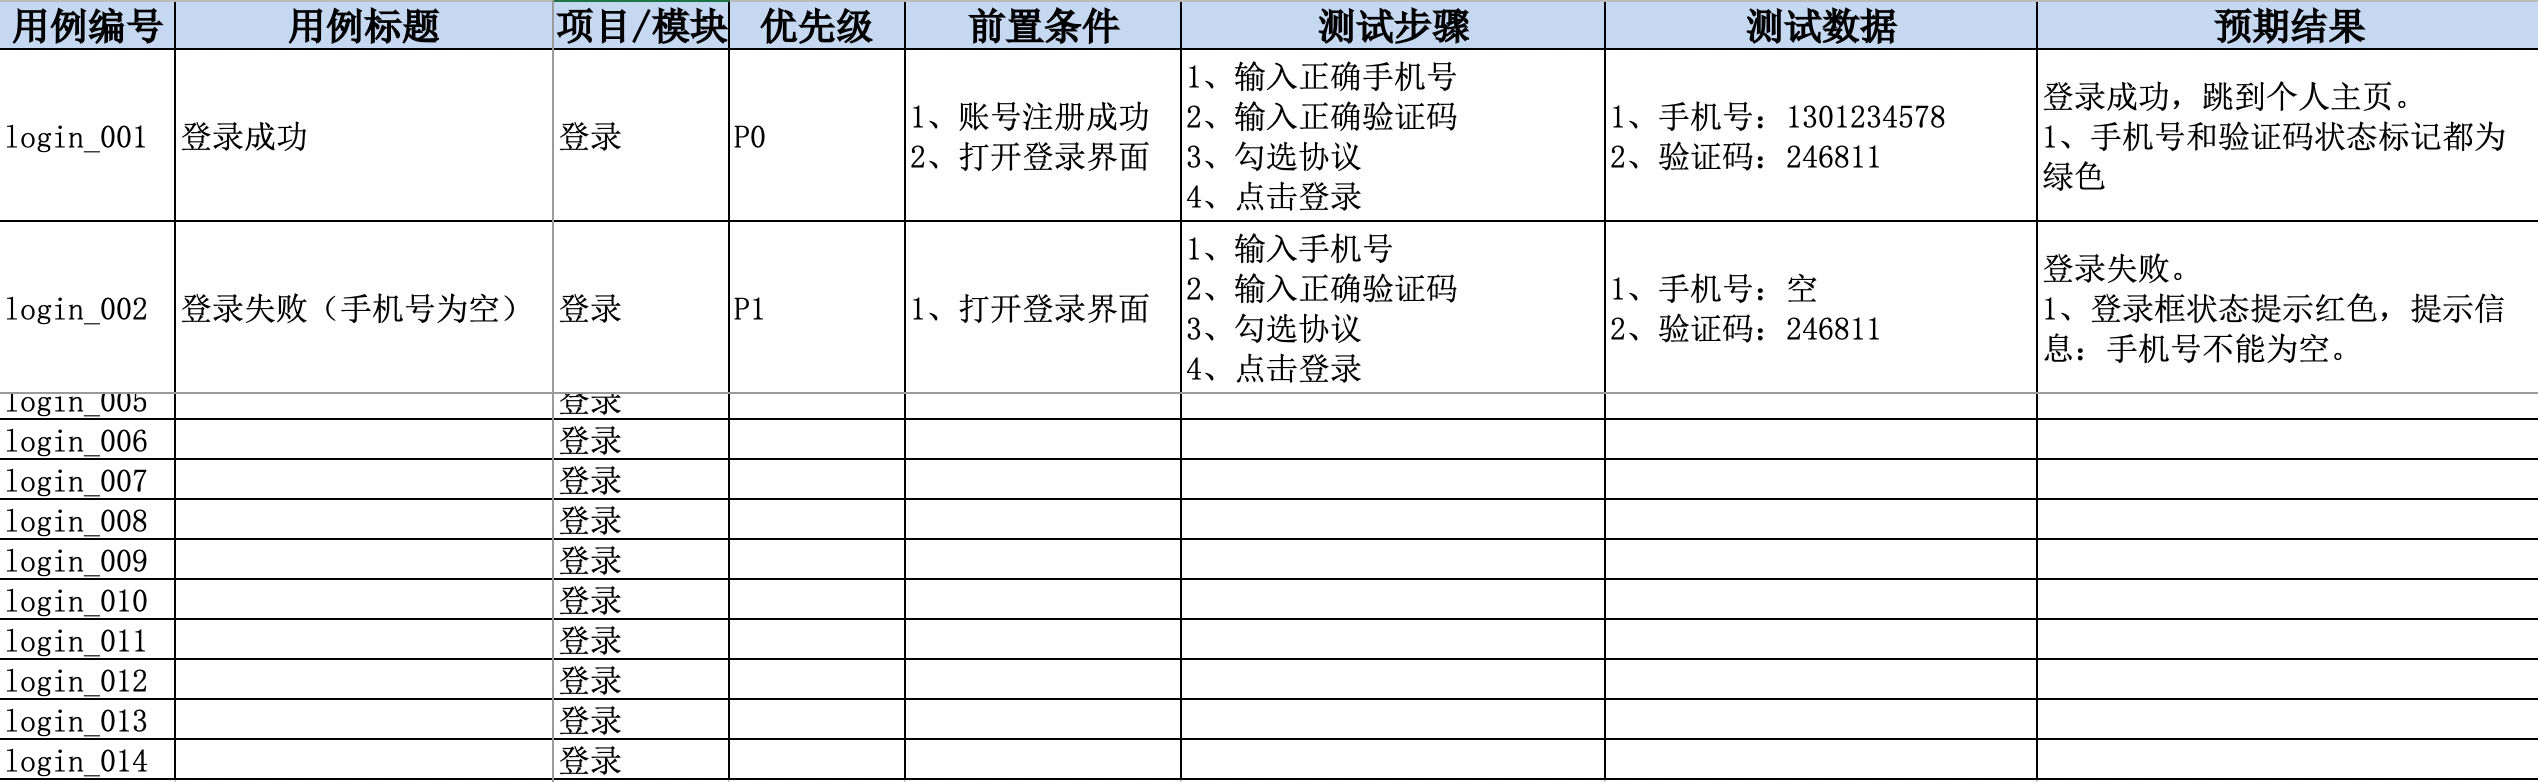 用例编号 用例标题 项目/模块 优先级 前置条件 测试步骤 测试数据 预期结果
login_001 登录成功 登录 P0
1、账号注册成功
2、打开登录界面
1、输入正确手机号
2、输入正确验证码
3、勾选协议
4、点击登录
1、手机号：1301234578
2、验证码：246811
登录成功，跳到个人主页。
1、手机号和验证码状态标记都为
绿色
login_002 登录失败（手机号为空） 登录 P1
1、打开登录界面
1、输入手机号
2、输入正确验证码
3、勾选协议
4、点击登录
1、手机号：空
2、验证码：246811
登录失败。
1、登录框状态提示红色，提示信
息：手机号不能为空。
login_005 登录
login_006 登录
login_007 登录
login_008 登录
login_009 登录
login_010 登录
login_011 登录
login_012 登录
login_013 登录
login_014 登录